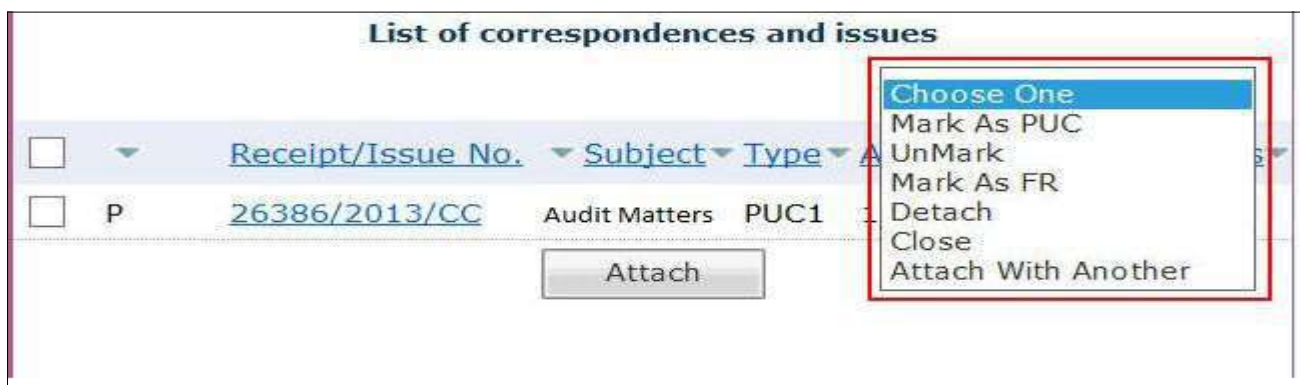 List of correspondences and issues
Choose One
Mark As PUC
UnMark
Mark As FR
Detach
Close
Attach With Another
Receipt/Issue No. Subject Type A
P 26386/2013/CC Audit Matters PUC1 1
Attach